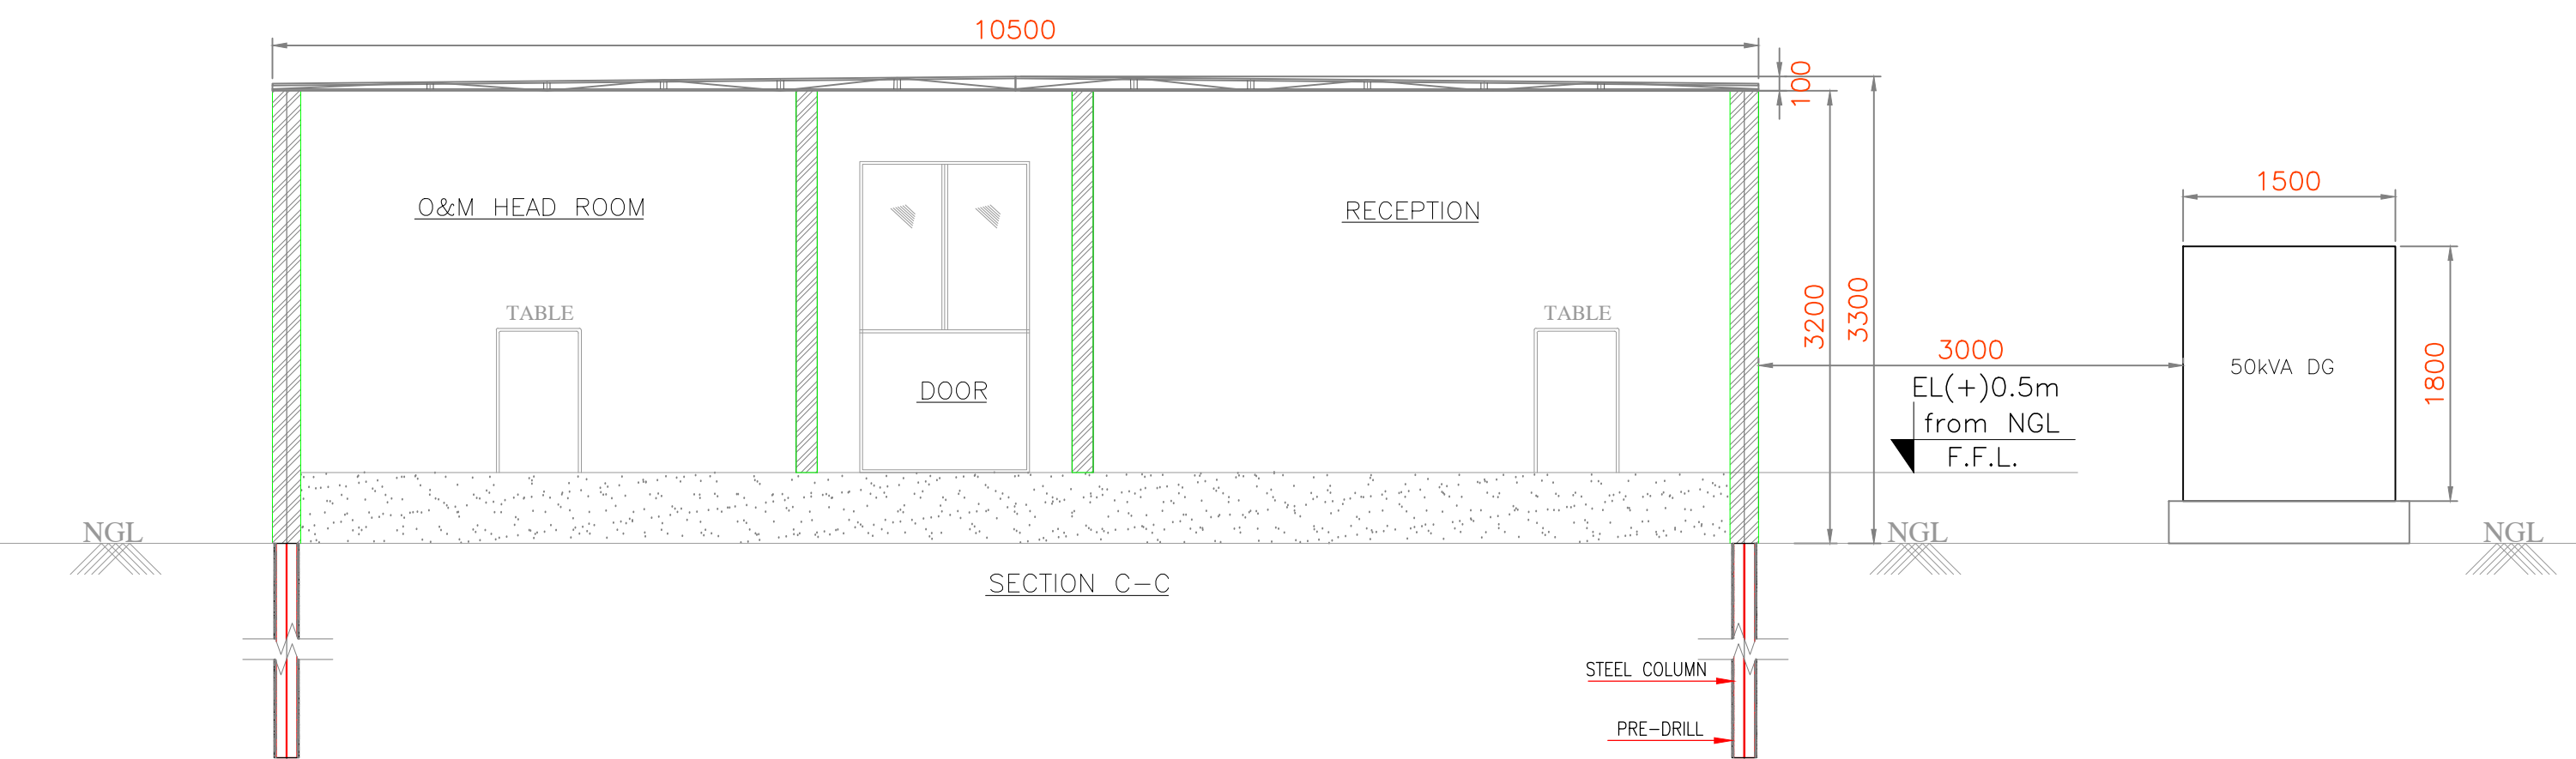 10500
100
O&M HEAD ROOM
RECEPTION
1500
TABLE
TABLE
3200
3300
3000
50kVA DG
1800
DOOR
EL(+)0.5m
from NGL
F.F.L.
NGL
NGL
NGL
SECTION C-C
STEEL COLUMN
PRE-DRILL